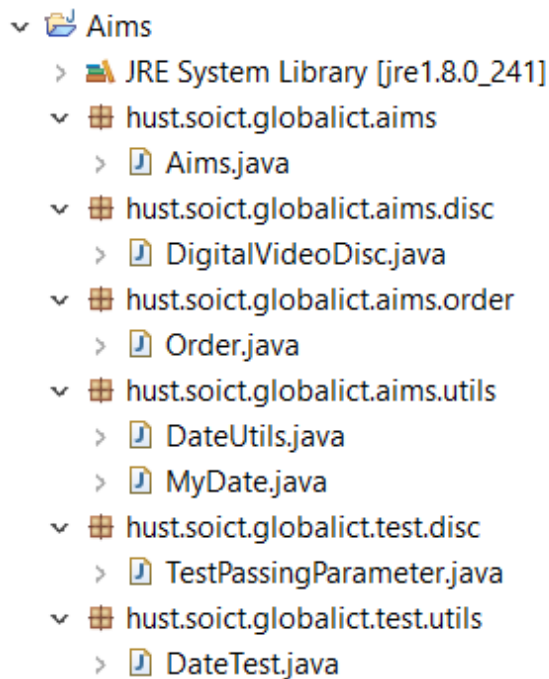 Aims
JRE System Library [jre1.8.0_241]
hust.soict.globalict.aims
Aims.java
hust.soict.globalict.aims.disc
DigitalVideoDisc.java
hust.soict.globalict.aims.order
Order.java
hust.soict.globalict.aims.utils
DateUtils.java
MyDate.java
hust.soict.globalict.test.disc
TestPassingParameter.java
hust.soict.globalict.test.utils
DateTest.java